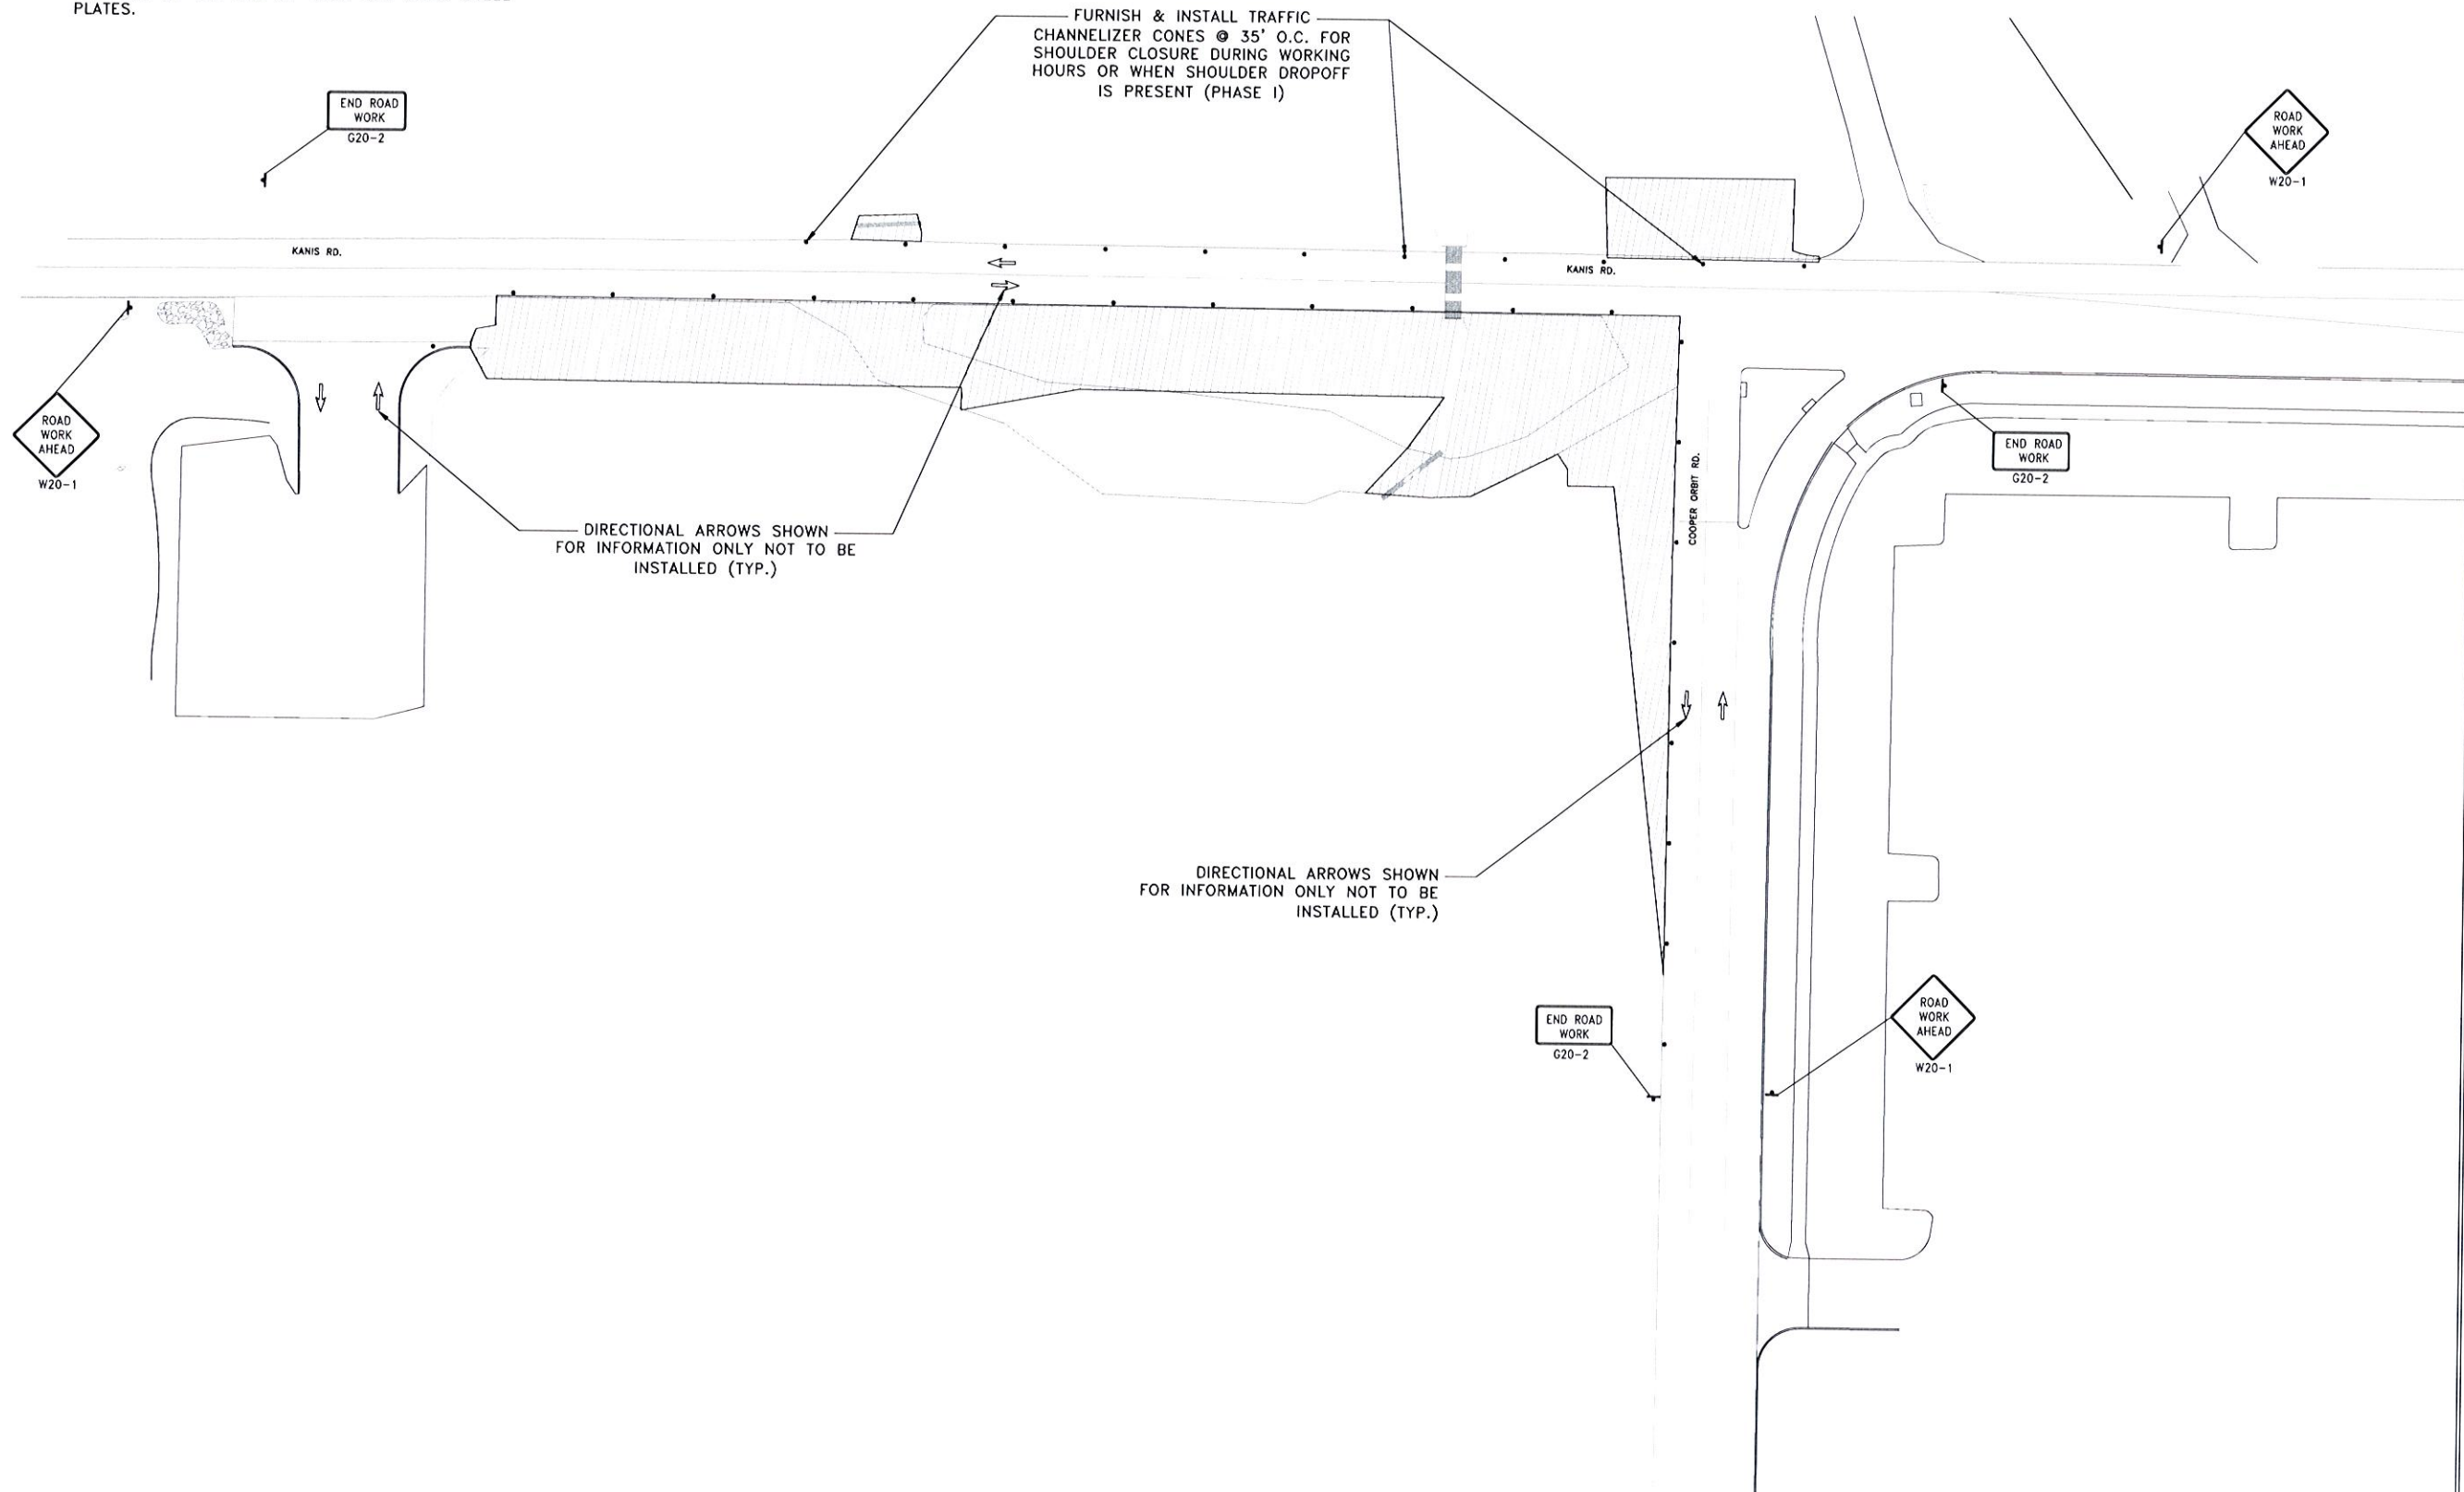 PLATES.
FURNISH & INSTALL TRAFFIC
CHANNELIZER CONES @ 35' O.C. FOR
SHOULDER CLOSURE DURING WORKING
HOURS OR WHEN SHOULDER DROPOFF
IS PRESENT (PHASE I)
END ROAD
WORK
G20-2
ROAD
WORK
AHEAD
W20-1
KANIS RD.
KANIS RD.
ROAD
WORK
AHEAD
W20-1
END ROAD
WORK
G20-2
COOPER ORBIT RD.
DIRECTIONAL ARROWS SHOWN
FOR INFORMATION ONLY NOT TO BE
INSTALLED (TYP.)
DIRECTIONAL ARROWS SHOWN
FOR INFORMATION ONLY NOT TO BE
INSTALLED (TYP.)
END ROAD
WORK
G20-2
ROAD
WORK
AHEAD
W20-1